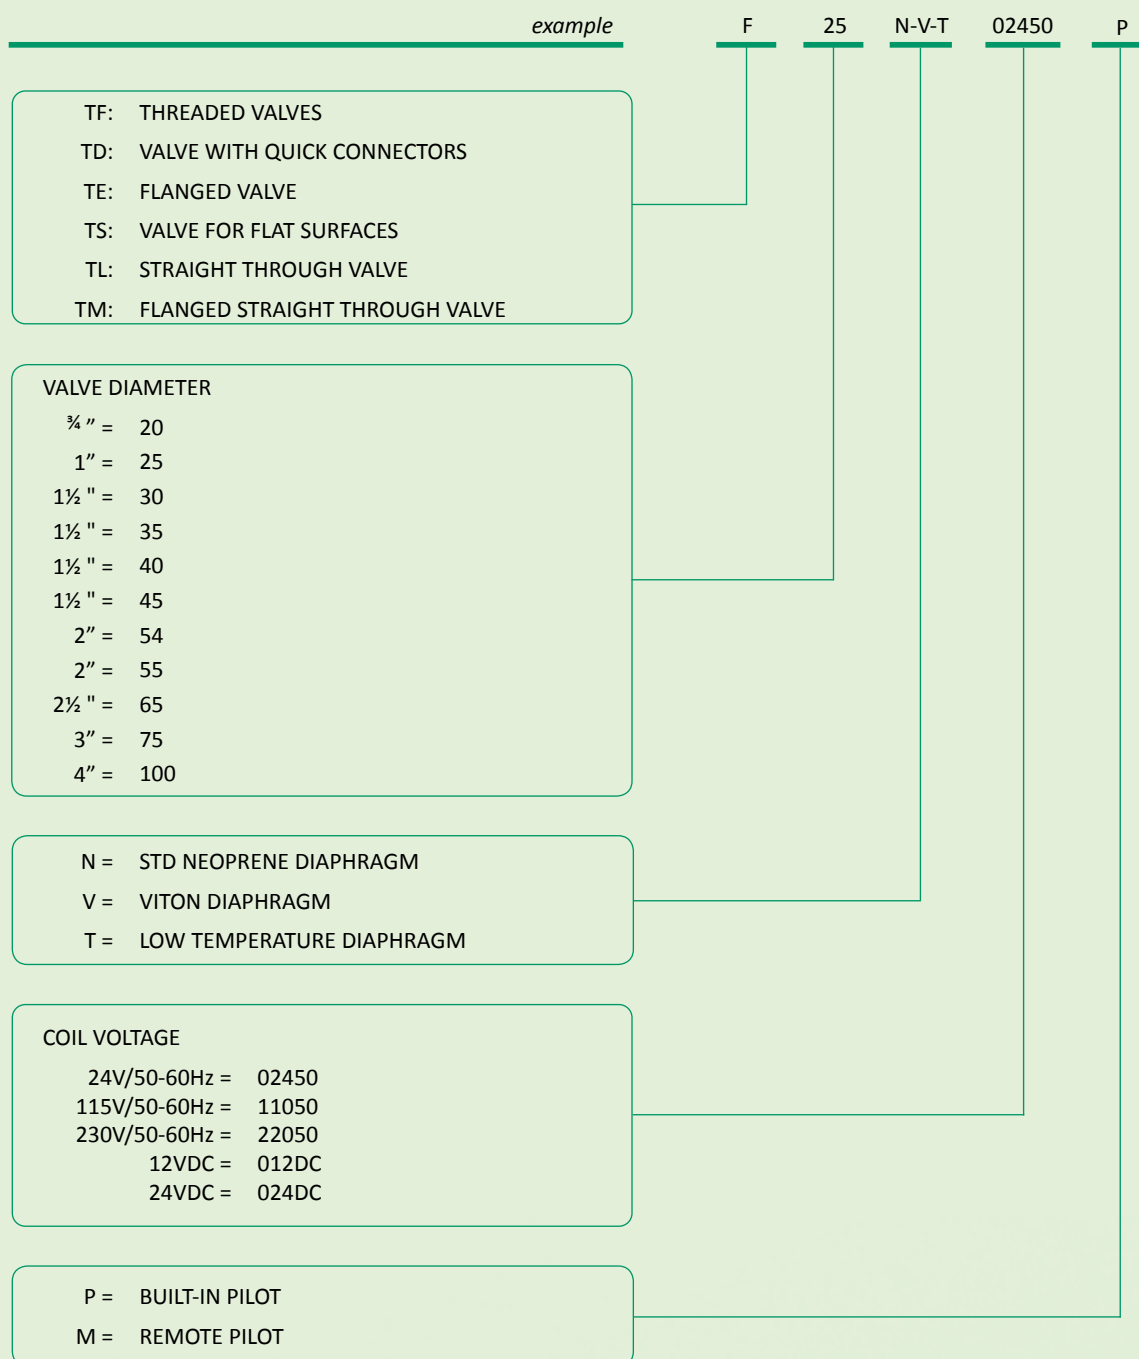 example F 25 N-V-T 02450 P
TF: THREADED VALVES
TD: VALVE WITH QUICK CONNECTORS
TE: FLANGED VALVE
TS: VALVE FOR FLAT SURFACES
TL: STRAIGHT THROUGH VALVE
TM: FLANGED STRAIGHT THROUGH VALVE
VALVE DIAMETER
¾ ” = 20
1” = 25
1½ " = 30
1½ " = 35
1½ " = 40
1½ " = 45
2” = 54
2” = 55
2½ " = 65
3” = 75
4” = 100
N = STD NEOPRENE DIAPHRAGM
V = VITON DIAPHRAGM
T = LOW TEMPERATURE DIAPHRAGM
COIL VOLTAGE
24V/50-60Hz = 02450
115V/50-60Hz = 11050
230V/50-60Hz = 22050
12VDC = 012DC
24VDC = 024DC
P = BUILT-IN PILOT
M = REMOTE PILOT